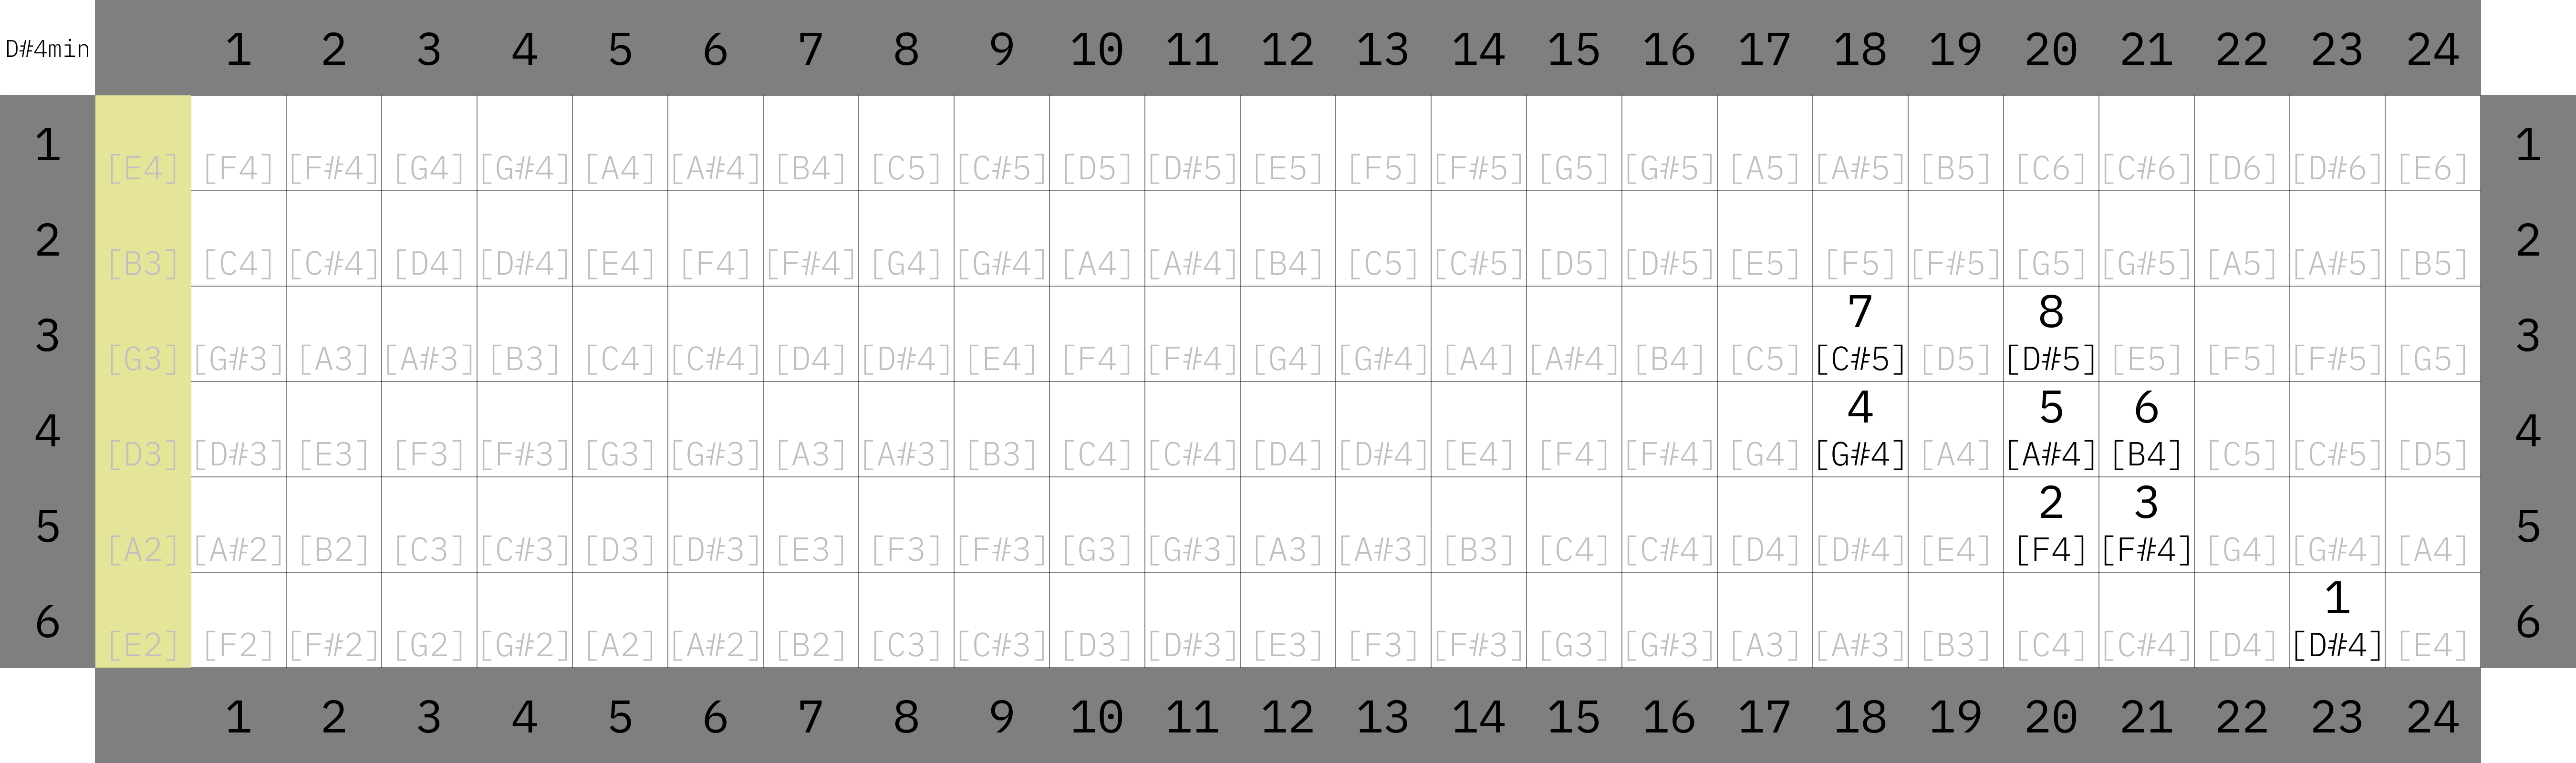 D#4min 1 2 3 4 5 6 7 8 9 10 11 12 13 14 15 16 17 18 19 20 21 22 23 24
1 [E4] [F4] [F#4] [G4] [G#4] [A4] [A#4] [B4] [C5] [C#5] [D5] [D#5] [E5] [F5] [F#5] [G5] [G#5] [A5] [A#5] [B5] [C6] [C#6] [D6] [D#6] [E6] 1
2 [B3] [C4] [C#4] [D4] [D#4] [E4] [F4] [F#4] [G4] [G#4] [A4] [A#4] [B4] [C5] [C#5] [D5] [D#5] [E5] [F5] [F#5] [G5] [G#5] [A5] [A#5] [B5] 2
7 8
3 [G3] [G#3] [A3] [A#3] [B3] [C4] [C#4] [D4] [D#4] [E4] [F4] [F#4] [G4] [G#4] [A4] [A#4] [B4] [C5] [C#5] [D5] [D#5] [E5] [F5] [F#5] [G5] 3
4 5 6
4 [D3] [D#3] [E3] [F3] [F#3] [G3] [G#3] [A3] [A#3] [B3] [C4] [C#4] [D4] [D#4] [E4] [F4] [F#4] [G4] [G#4] [A4] [A#4] [B4] [C5] [C#5] [D5] 4
2 3
5 [A2] [A#2] [B2] [C3] [C#3] [D3] [D#3] [E3] [F3] [F#3] [G3] [G#3] [A3] [A#3] [B3] [C4] [C#4] [D4] [D#4] [E4] [F4] [F#4] [G4] [G#4] [A4] 5
1
6 [E2] [F2] [F#2] [G2] [G#2] [A2] [A#2] [B2] [C3] [C#3] [D3] [D#3] [E3] [F3] [F#3] [G3] [G#3] [A3] [A#3] [B3] [C4] [C#4] [D4] [D#4] [E4] 6
1 2 3 4 5 6 7 8 9 10 11 12 13 14 15 16 17 18 19 20 21 22 23 24